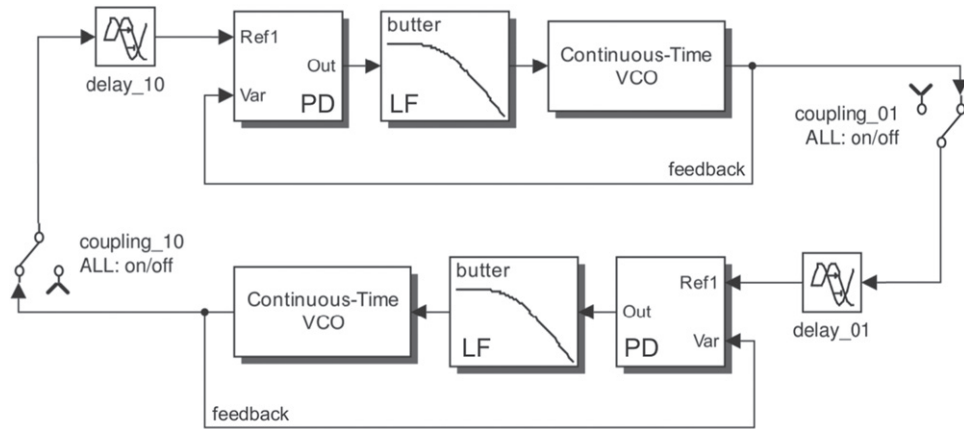 butter
Ref1
Out
Var
PD
LF
Continuous-Time
VCO
delay_10
coupling_01
ALL: on/off
feedback
coupling_10
ALL: on/off
Continuous-Time
VCO
butter
LF
Ref1
Out
Var
PD
delay_01
feedback